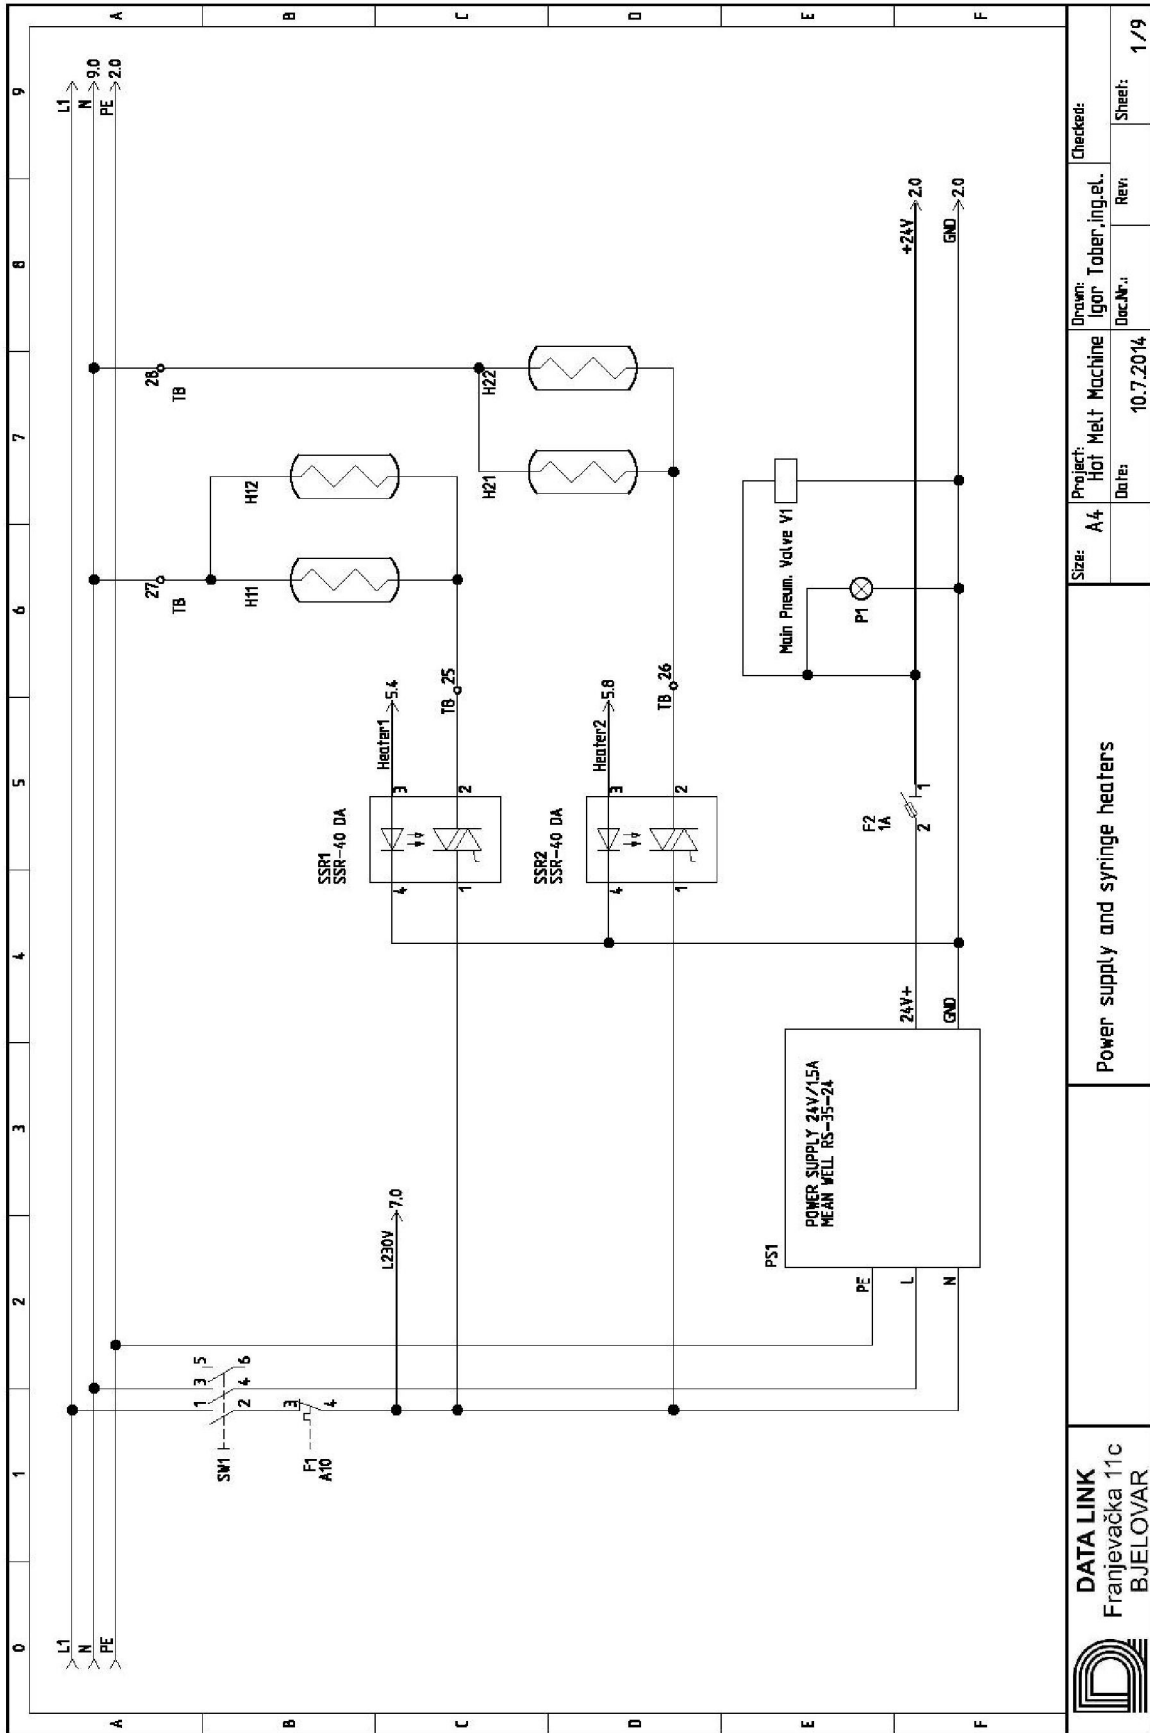 0 1 2 3 4 5 6 7 8 9
A
B
C
D
E
F
A
B
C
D
E
F
L1
N
PE
L1
N 9.0
PE 2.0
SW1
1 3 5
2 4 6
F1
A10
3
4
L230V 7.0
27
TB
28
TB
H11
H12
H21
H22
SSR1
SSR-40 DA
4 3
1 2
Heater1 5.4
TB 25
SSR2
SSR-40 DA
4 3
1 2
Heater2 5.8
TB 26
PS1
POWER SUPPLY 24V/1.5A
MEAN WELL RS-35-24
PE
L
N
24V+
GND
F2
1A
2 1
Main Pneum. Valve V1
P1
+24V 2.0
GND 2.0
DATA LINK
Franjevačka 11c
BJELOVAR
Power supply and syringe heaters
Size: A4
Project: Hot Melt Machine
Drawn: Igor Tober,ing.el.
Checked:
Date: 10.7.2014
Doc.Nr.:
Rev:
Sheet: 1/9